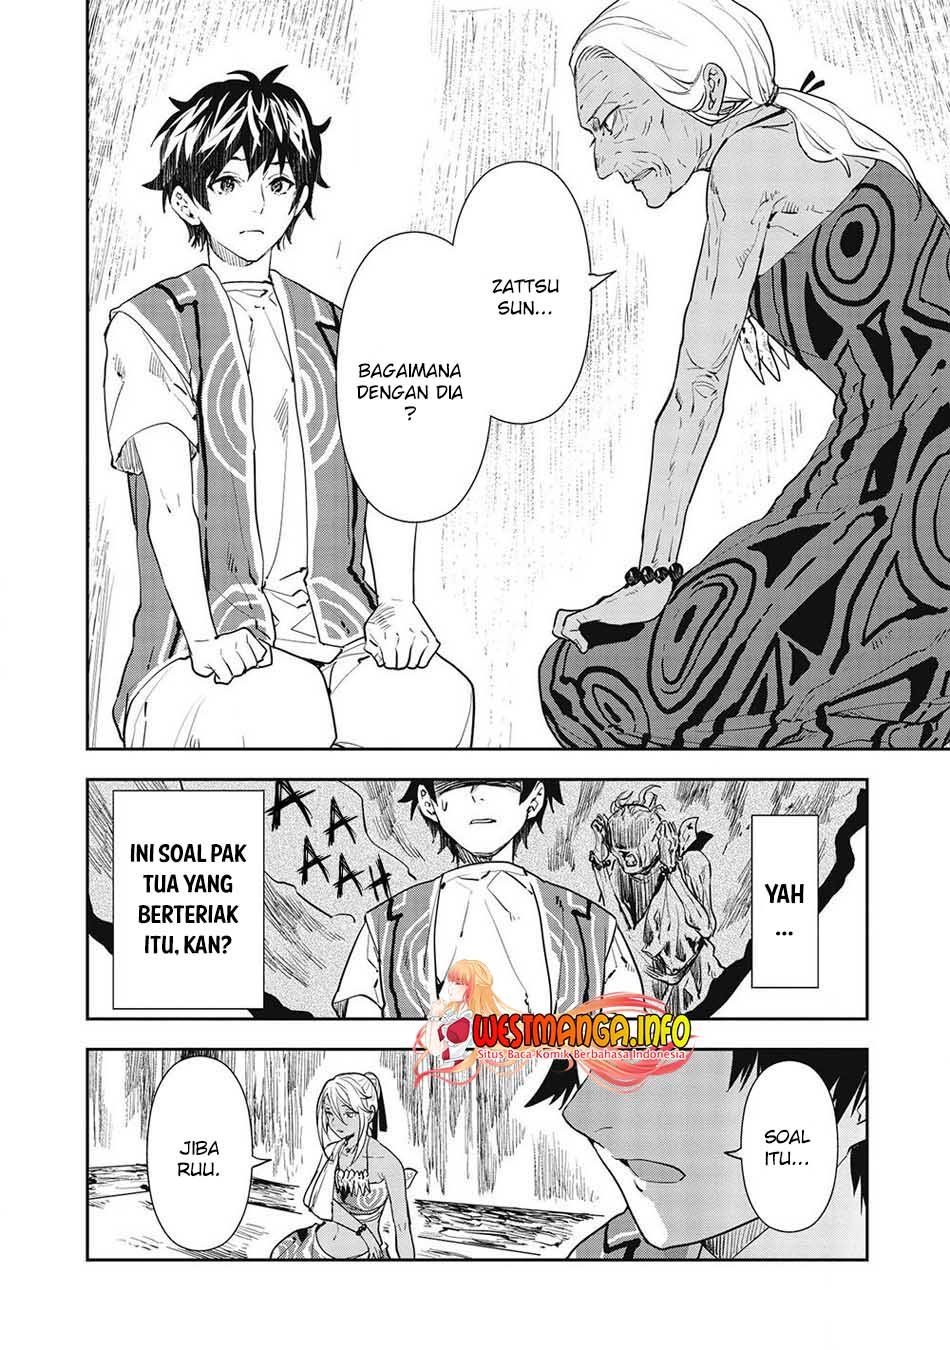 ZATTSU
SUN...
BAGAIMANA
DENGAN DIA
?
YAH
...
AAAAH
INI SOAL PAK
TUA YANG
BERTERIAK
ITU, KAN?
WESTMANGA.INFO
Situs Baca Komik Berbahasa Indonesia
SOAL
ITU...
JIBA
RUU.